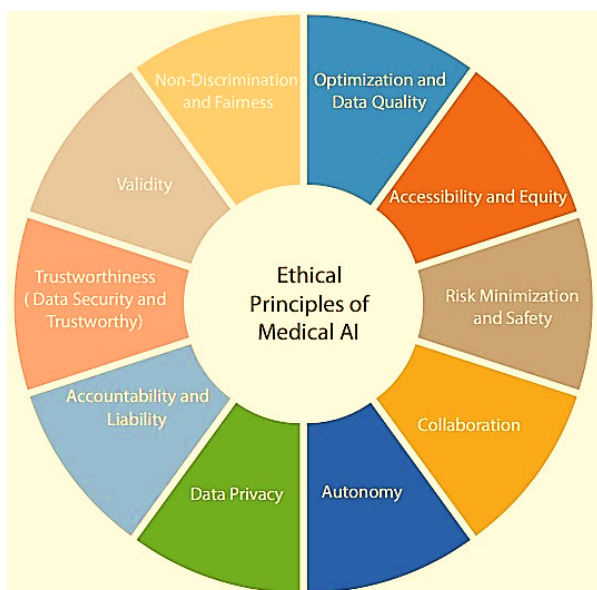 Non-Discrimination
and Fairness
Optimization and
Data Quality
Accessibility and Equity
Risk Minimization
and Safety
Collaboration
Autonomy
Data Privacy
Accountability and
Liability
Trustworthiness
( Data Security and
Trustworthy)
Validity
Ethical
Principles of
Medical AI